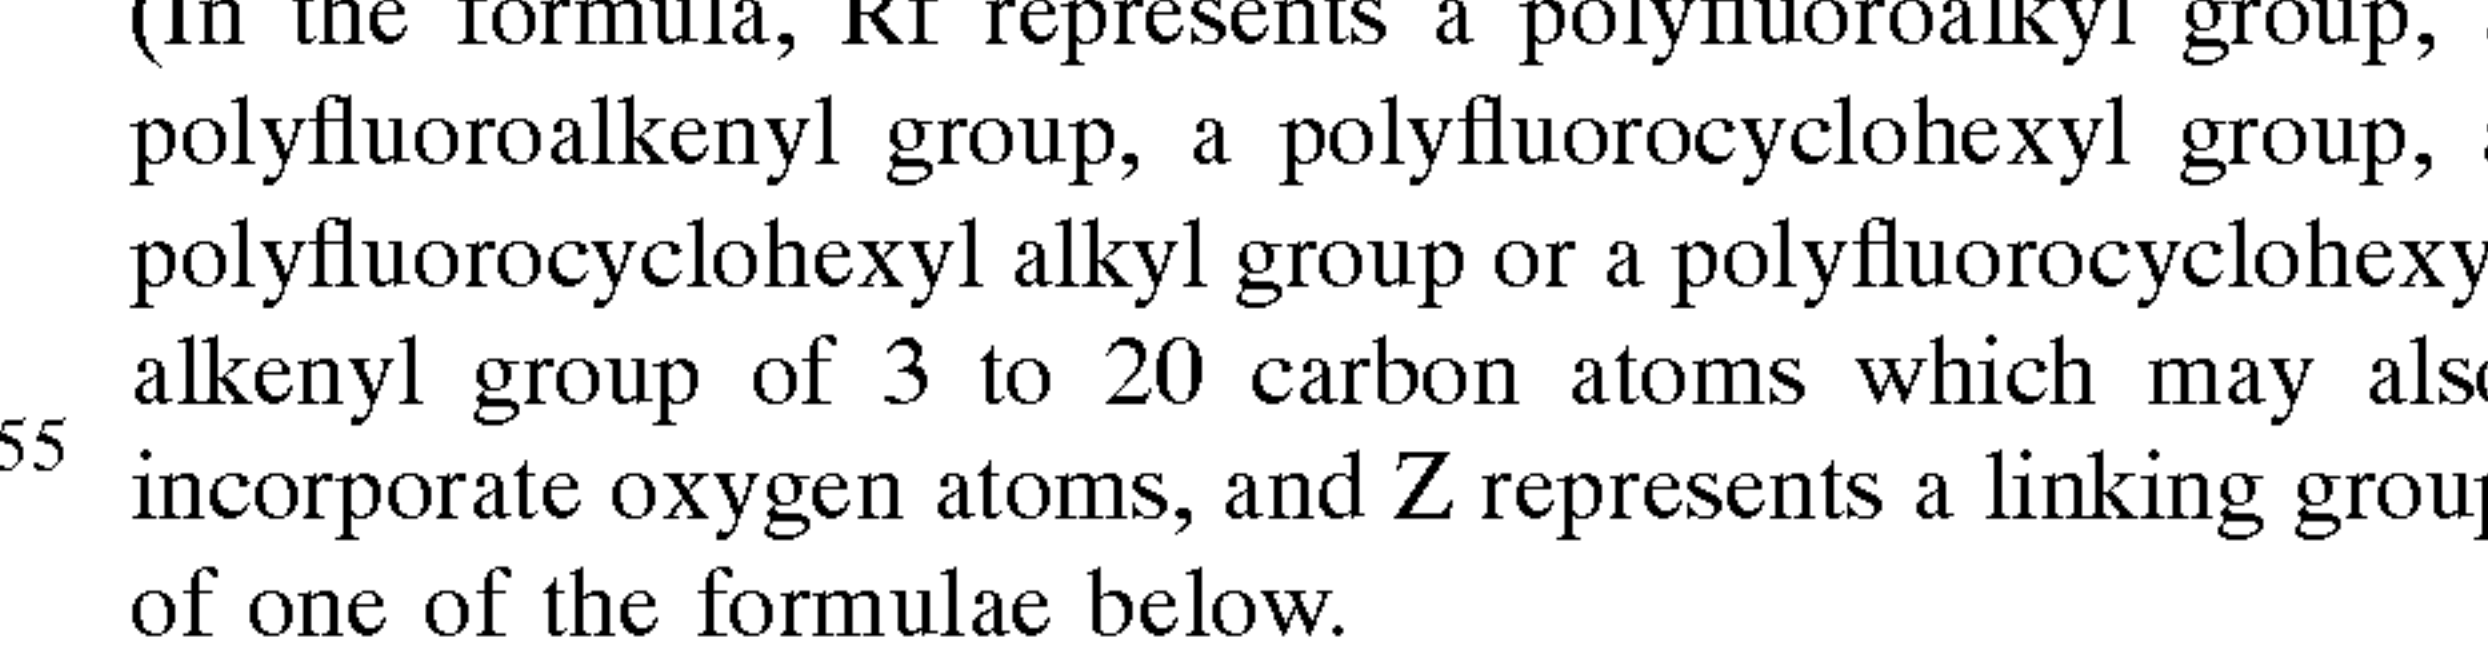 (In the formula, Rf represents a polyfluoroalkyl group,
polyfluoroalkenyl group, a polyfluorocyclohexyl group, a
polyfluorocyclohexyl alkyl group or a polyfluorocyclohexy
alkenyl group of 3 to 20 carbon atoms which may also
55
incorporate oxygen atoms, and Z represents a linking group
of one of the formulae below.